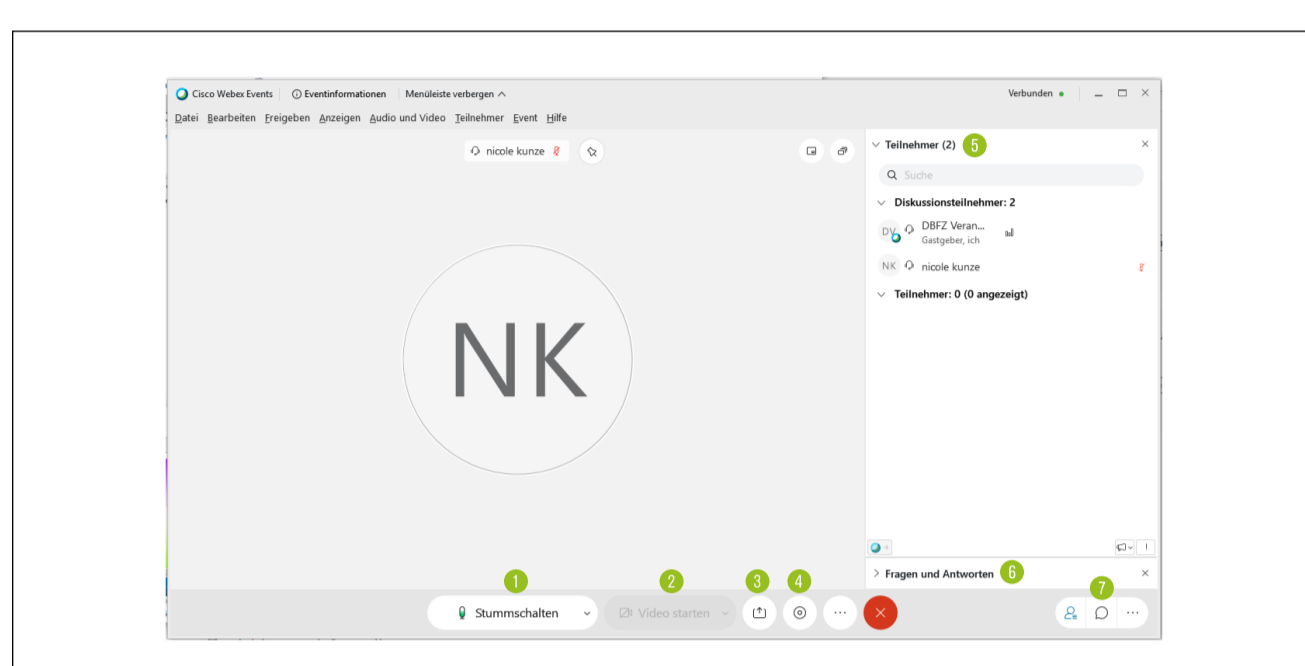 Cisco Webex Events Eventinformationen Menüleiste verbergen Verbunden
Datei Bearbeiten Freigeben Anzeigen Audio und Video Teilnehmer Event Hilfe
nicole kunze
Teilnehmer (2) 5
Suche
Diskussionsteilnehmer: 2
DV DBFZ Veran...
Gastgeber, ich
NK nicole kunze
Teilnehmer: 0 (0 angezeigt)
NK
Fragen und Antworten 6
1 2 3 4 7
Stummschalten Video starten